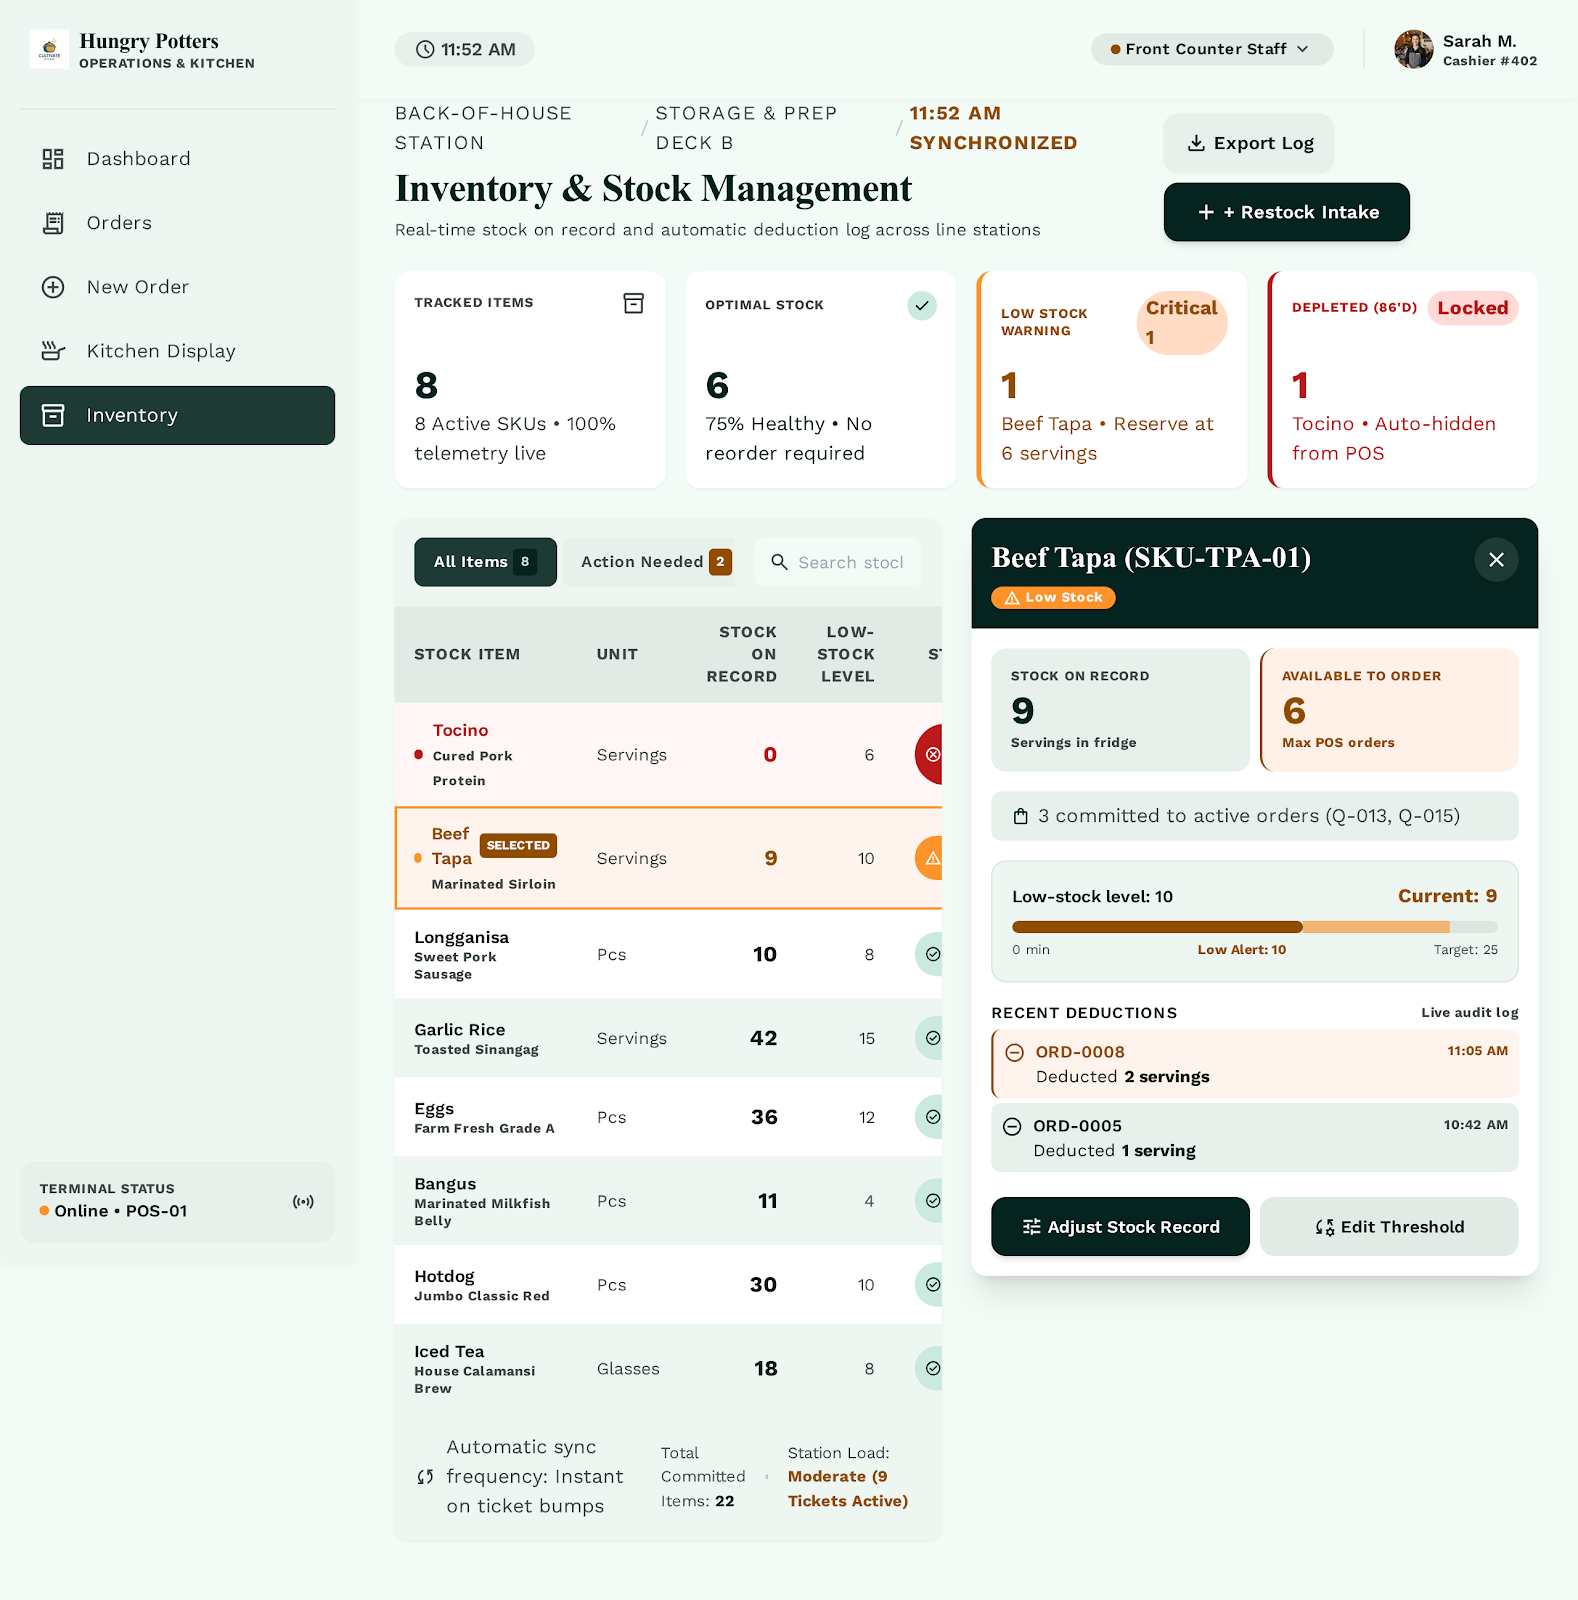 Hungry Potters
OPERATIONS & KITCHEN
CULTIVATE
Dashboard
Orders
New Order
Kitchen Display
Inventory
TERMINAL STATUS
Online • POS-01
11:52 AM
Front Counter Staff
Sarah M.
Cashier #402
BACK-OF-HOUSE
STATION
/
STORAGE & PREP
DECK B
/
11:52 AM
SYNCHRONIZED
Inventory & Stock Management
Real-time stock on record and automatic deduction log across line stations
Export Log
+ Restock Intake
TRACKED ITEMS
8
8 Active SKUs • 100%
telemetry live
OPTIMAL STOCK
6
75% Healthy • No
reorder required
LOW STOCK
WARNING
Critical
1
1
Beef Tapa • Reserve at
6 servings
DEPLETED (86'D)
Locked
1
Tocino • Auto-hidden
from POS
All Items 8
Action Needed 2
Search stocl
STOCK ITEM
UNIT
STOCK
ON
RECORD
LOW-
STOCK
LEVEL
Tocino
Cured Pork
Protein
Servings
0
6
Beef
Tapa
SELECTED
Marinated Sirloin
Servings
9
10
Longganisa
Sweet Pork
Sausage
Pcs
10
8
Garlic Rice
Toasted Sinangag
Servings
42
15
Eggs
Farm Fresh Grade A
Pcs
36
12
Bangus
Marinated Milkfish
Belly
Pcs
11
4
Hotdog
Jumbo Classic Red
Pcs
30
10
Iced Tea
House Calamansi
Brew
Glasses
18
8
Automatic sync
frequency: Instant
on ticket bumps
Total
Committed
Items: 22
•
Station Load:
Moderate (9
Tickets Active)
Beef Tapa (SKU-TPA-01)
Low Stock
STOCK ON RECORD
9
Servings in fridge
AVAILABLE TO ORDER
6
Max POS orders
3 committed to active orders (Q-013, Q-015)
Low-stock level: 10
Current: 9
0 min
Low Alert: 10
Target: 25
RECENT DEDUCTIONS
Live audit log
ORD-0008
11:05 AM
Deducted 2 servings
ORD-0005
10:42 AM
Deducted 1 serving
Adjust Stock Record
Edit Threshold